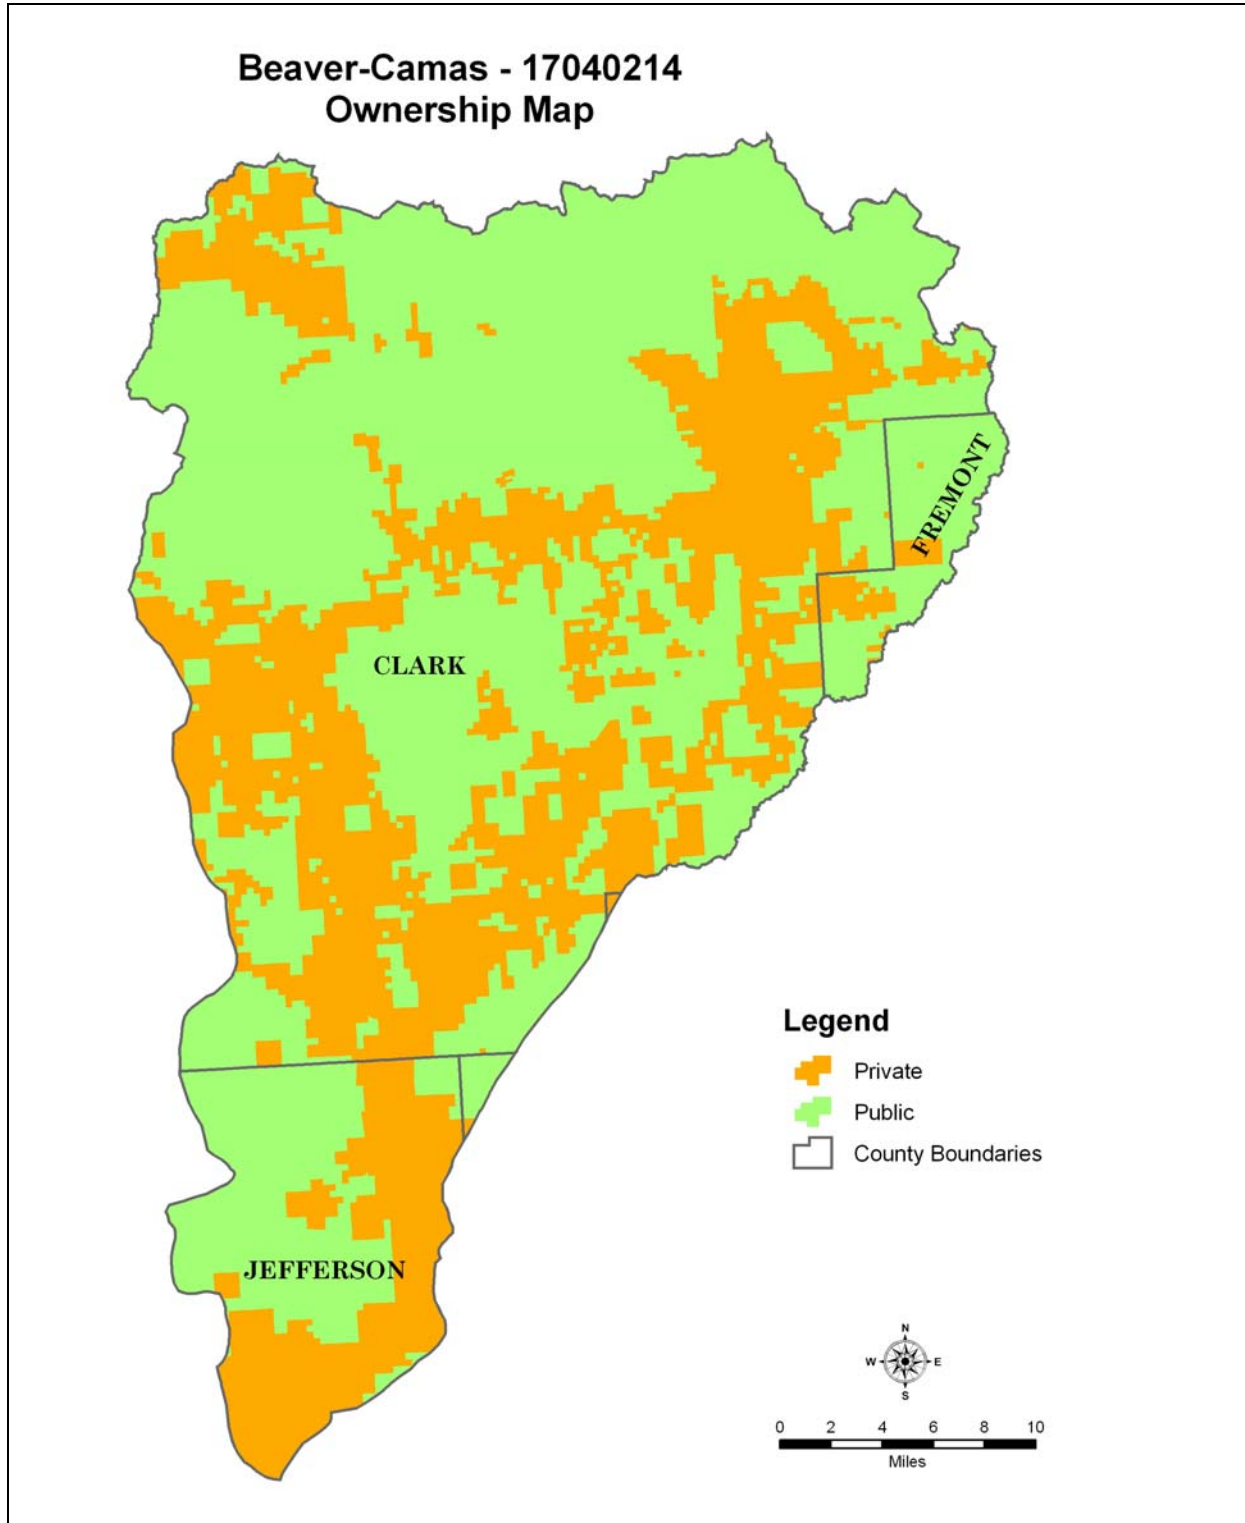 Beaver-Camas - 17040214
Ownership Map
FREMONT
CLARK
JEFFERSON
Legend
Private
Public
County Boundaries
N
W E
S
0 2 4 6 8 10
Miles